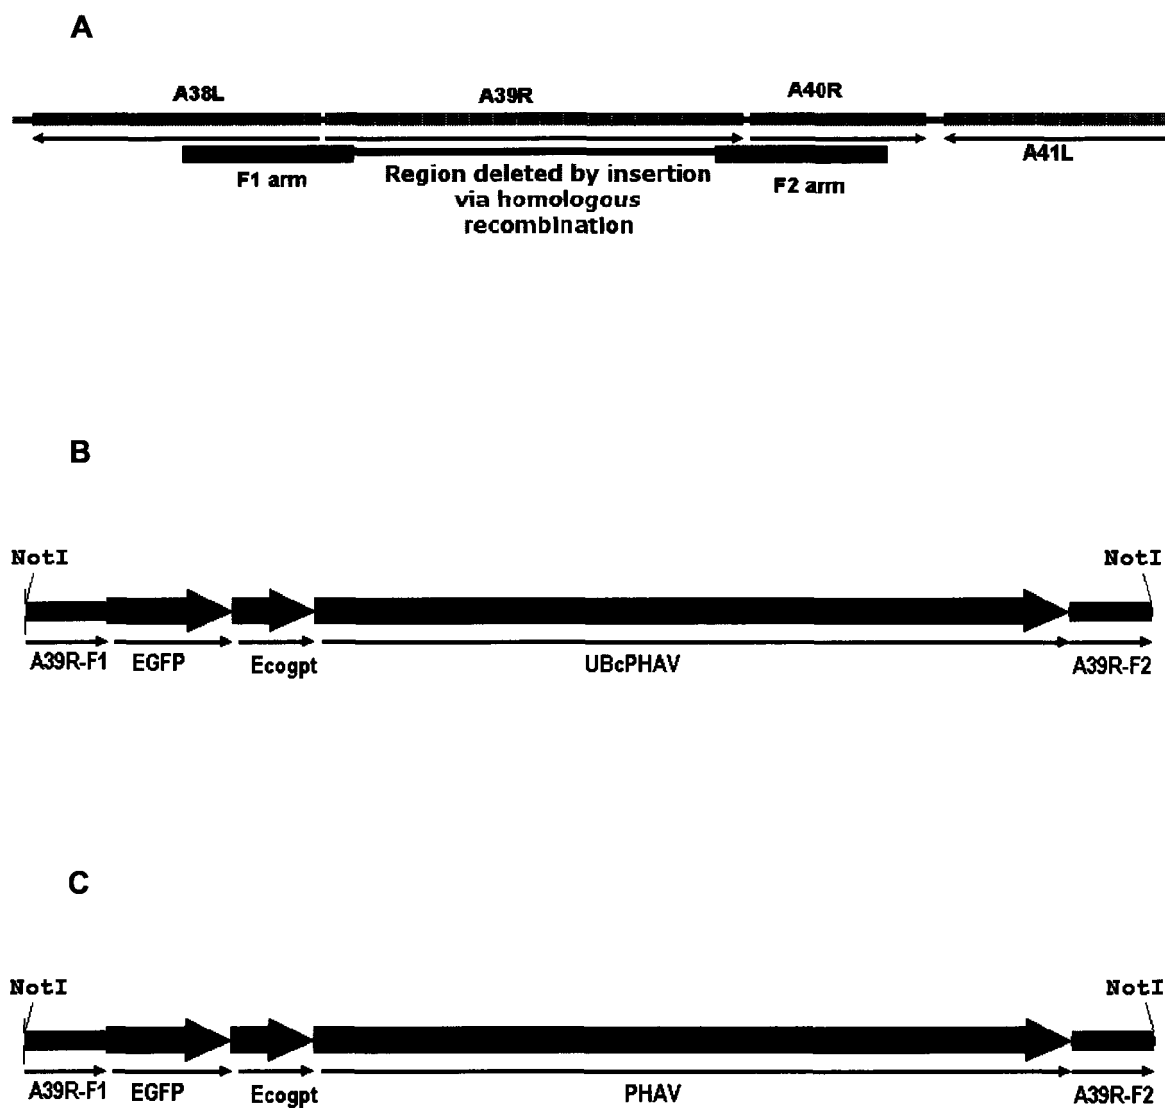 A
A38L
A39R
A40R
A41L
F1 arm
Region deleted by insertion
via homologous
recombination
F2 arm
B
NotI
NotI
A39R-F1
EGFP
Ecogpt
UBcPHAV
A39R-F2
C
NotI
NotI
A39R-F1
EGFP
Ecogpt
PHAV
A39R-F2